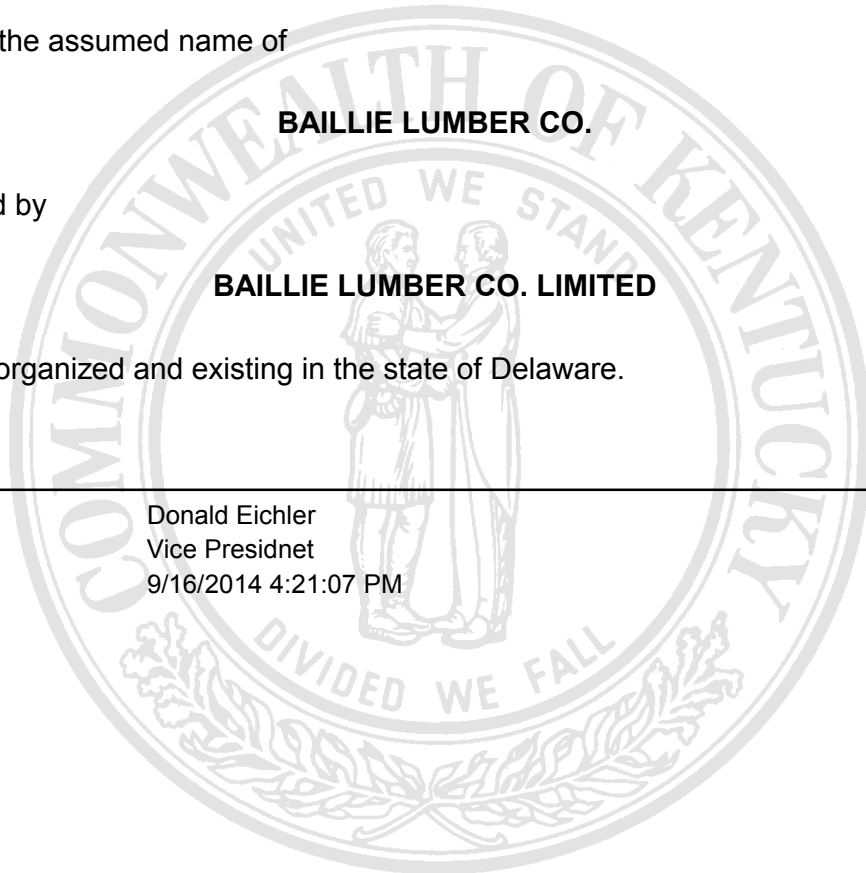 the assumed name of
BAILLIE LUMBER CO.
d by
BAILLIE LUMBER CO. LIMITED
organized and existing in the state of Delaware.
Donald Eichler
Vice Presidnet
9/16/2014 4:21:07 PM
COMMONWEALTH OF KENTUCKY
UNITED WE STAND
DIVIDED WE FALL